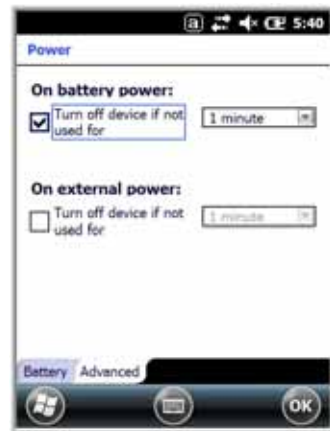 a 5:40
Power
On battery power:
Turn off device if not
used for
1 minute
On external power:
Turn off device if not
used for
1 minute
Battery Advanced
OK